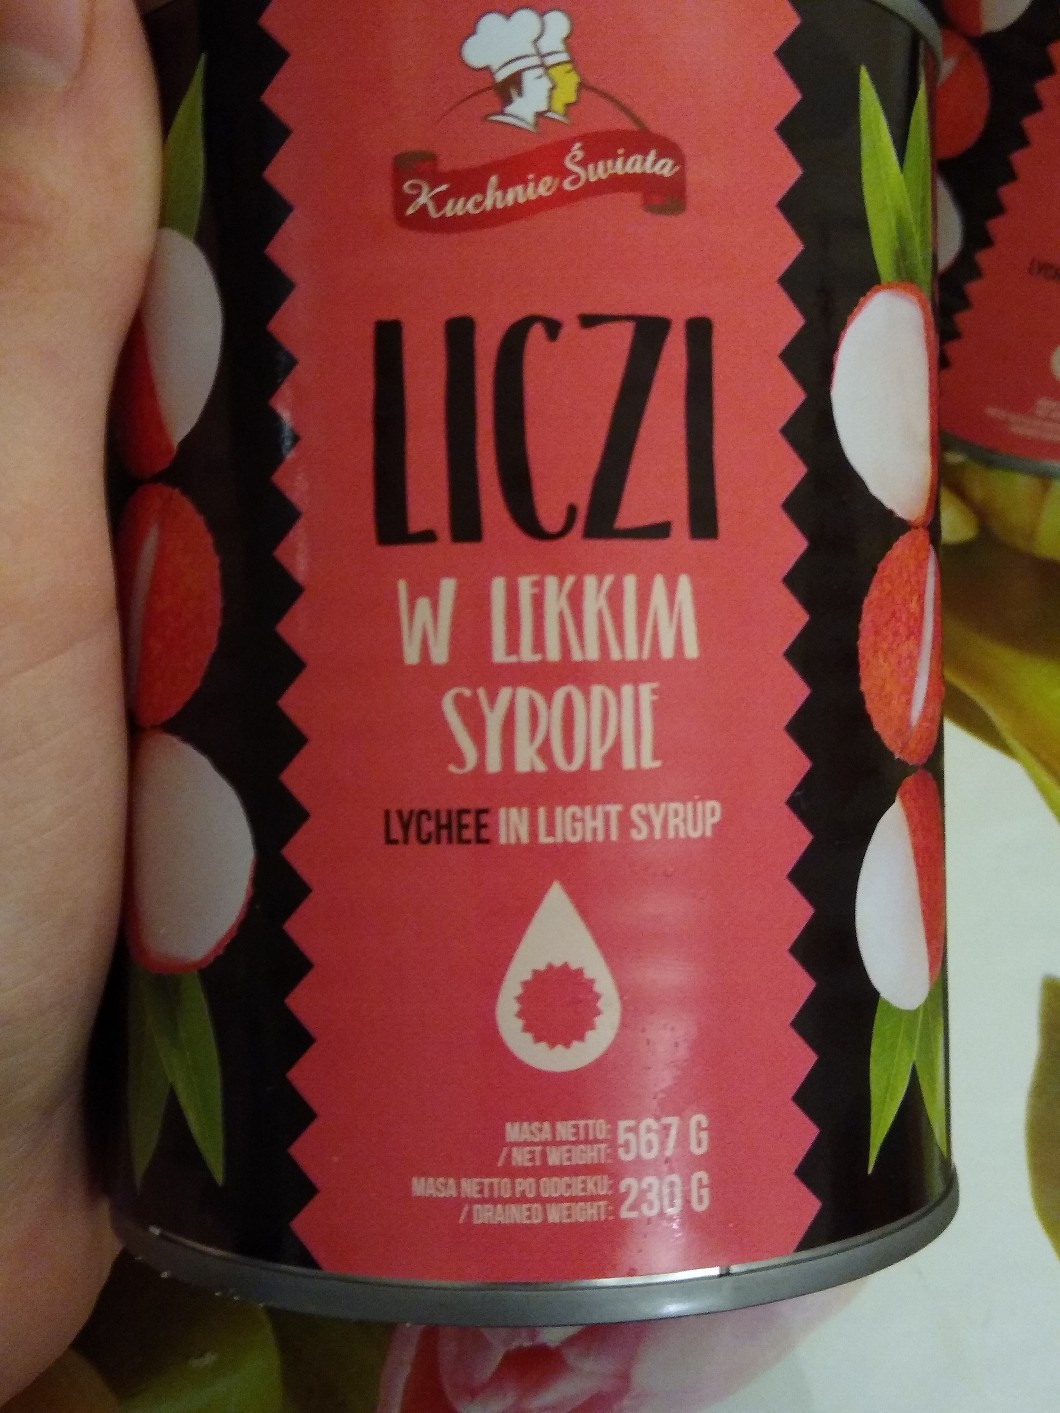 Kuchnie Świata
LICZI
W LEKKIM
SYROPIE
LYCHEE IN LIGHT SYRUP
MASA NETTO:
/ NET WEIGHT: 567 G
MASA NETTO PO ODCIEKU:
/ DRAINED WEIGHT: 230 G